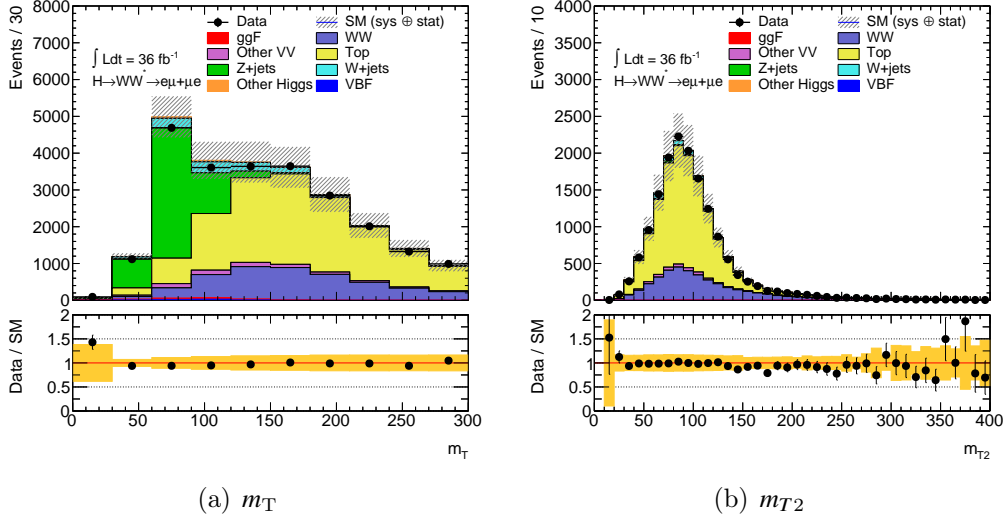 Events / 30
8000
7000
6000
5000
4000
3000
2000
1000
0
Data
SM (sys ⊕ stat)
ggF
WW
Other VV
Top
Z+jets
W+jets
Other Higgs
VBF
∫ Ldt = 36 fb⁻¹
H→WW*→eμ+μe
Data / SM
2
1.5
1
0.5
0
0 50 100 150 200 250 300
m_T
(a) m_T
Events / 10
4000
3500
3000
2500
2000
1500
1000
500
0
Data
SM (sys ⊕ stat)
ggF
WW
Other VV
Top
Z+jets
W+jets
Other Higgs
VBF
∫ Ldt = 36 fb⁻¹
H→WW*→eμ+μe
Data / SM
2
1.5
1
0.5
0
0 50 100 150 200 250 300 350 400
m_T2
(b) m_T2